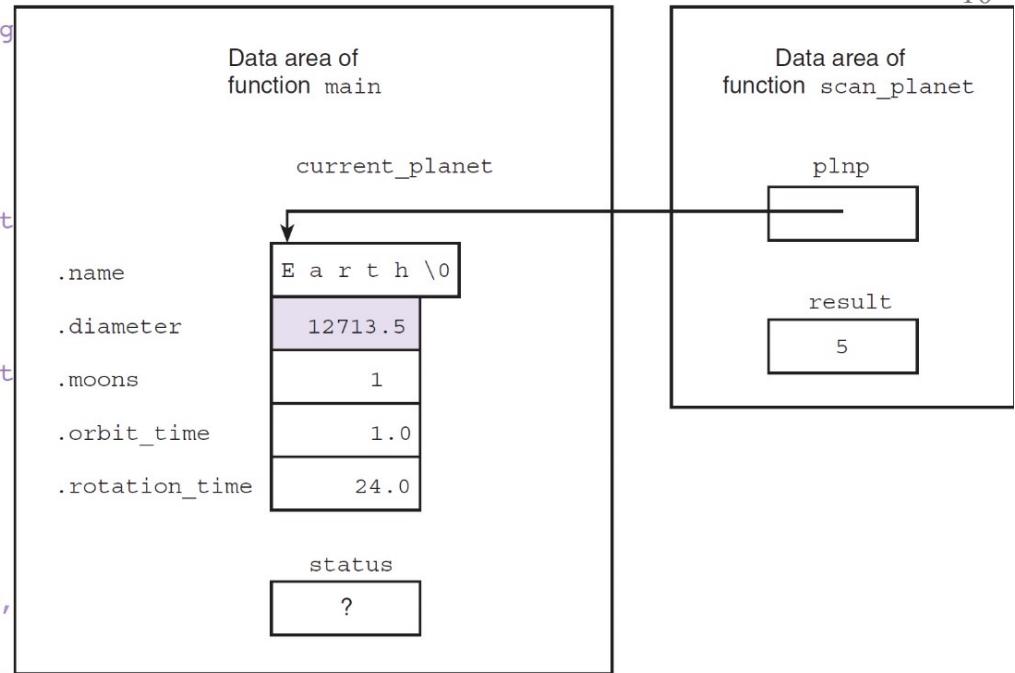 g
t
t
,
Data area of
function main
current_planet
.name
E a r t h \0
.diameter
12713.5
.moons
1
.orbit_time
1.0
.rotation_time
24.0
status
?
Data area of
function scan_planet
plnp
result
5